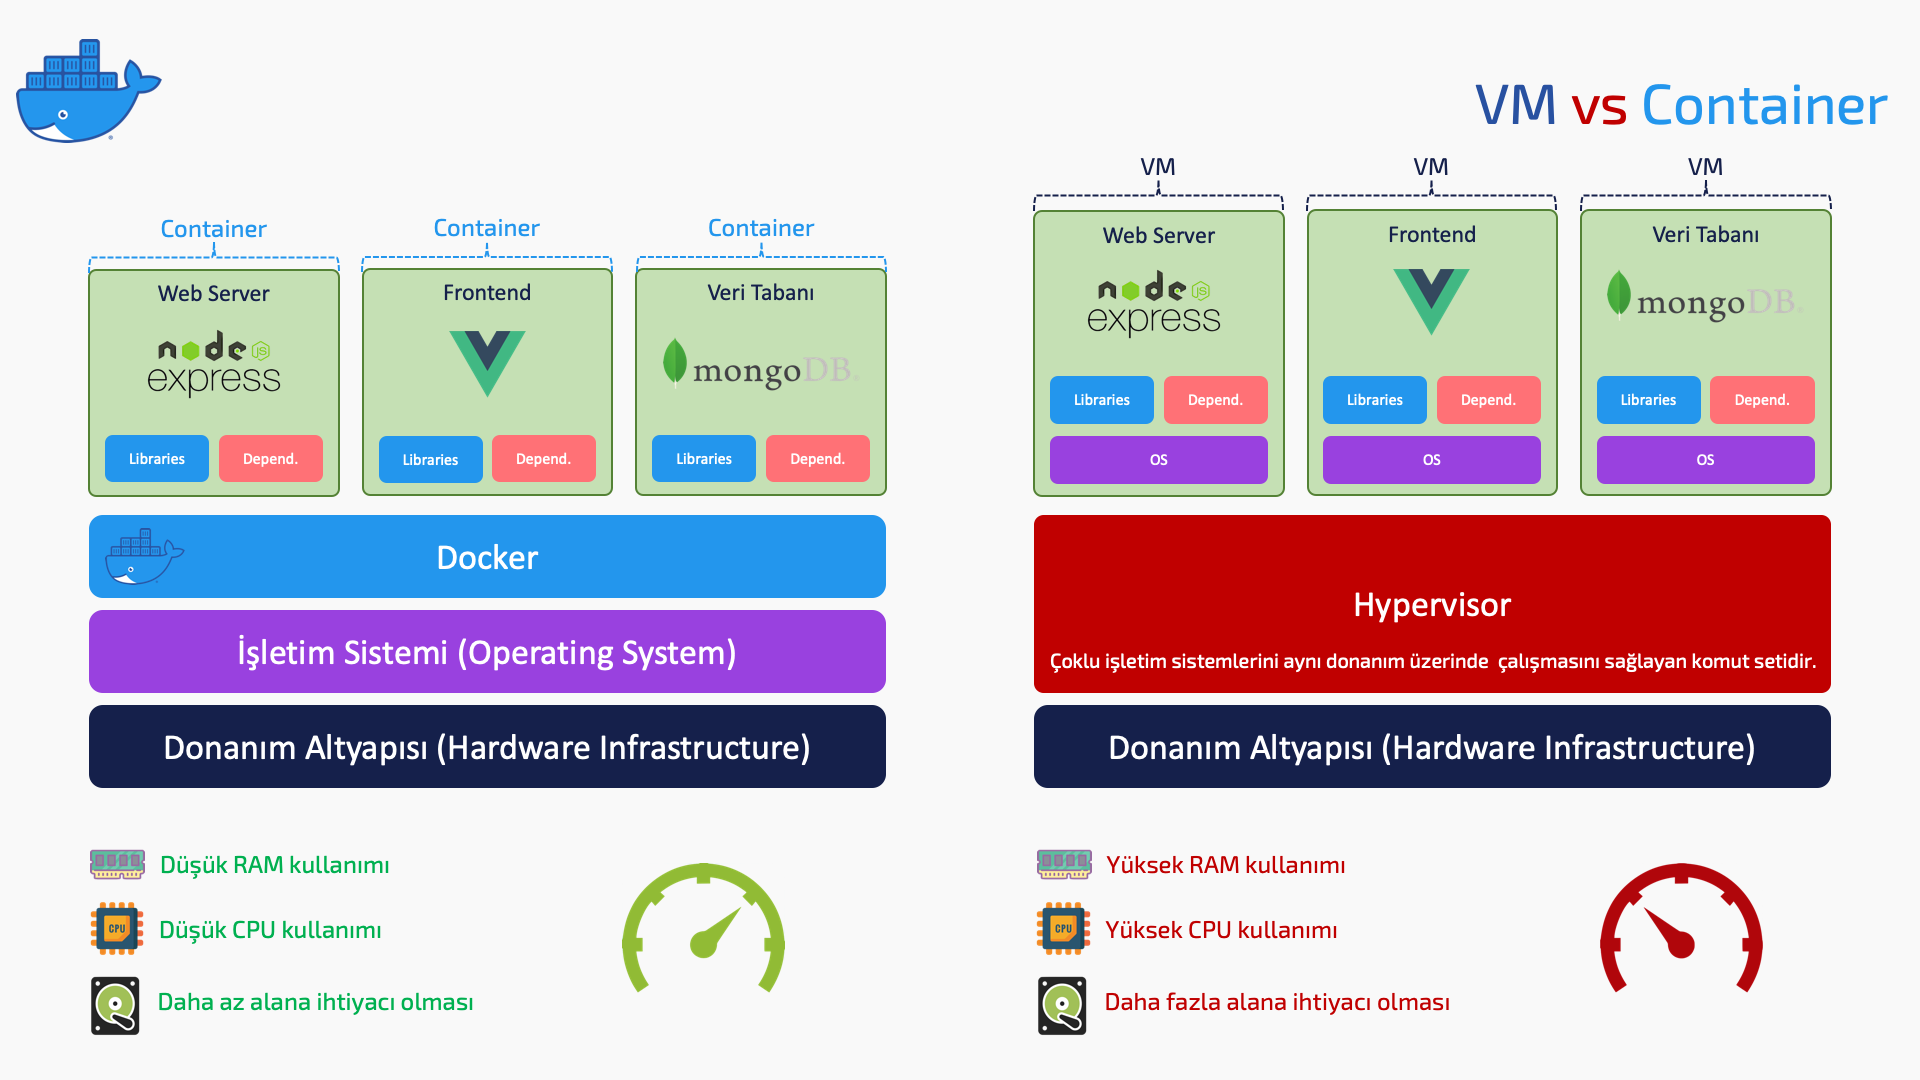 VM vs Container
Container
Container
Container
Web Server
node
JS
express
Libraries
Depend.
Frontend
Libraries
Depend.
Veri Tabanı
mongoDB.
Libraries
Depend.
Docker
İşletim Sistemi (Operating System)
Donanım Altyapısı (Hardware Infrastructure)
Düşük RAM kullanımı
CPU
Düşük CPU kullanımı
Daha az alana ihtiyacı olması
VM
VM
VM
Web Server
node
JS
express
Libraries
Depend.
OS
Frontend
Libraries
Depend.
OS
Veri Tabanı
mongoDB.
Libraries
Depend.
OS
Hypervisor
Çoklu işletim sistemlerini aynı donanım üzerinde  çalışmasını sağlayan komut setidir.
Donanım Altyapısı (Hardware Infrastructure)
Yüksek RAM kullanımı
CPU
Yüksek CPU kullanımı
Daha fazla alana ihtiyacı olması